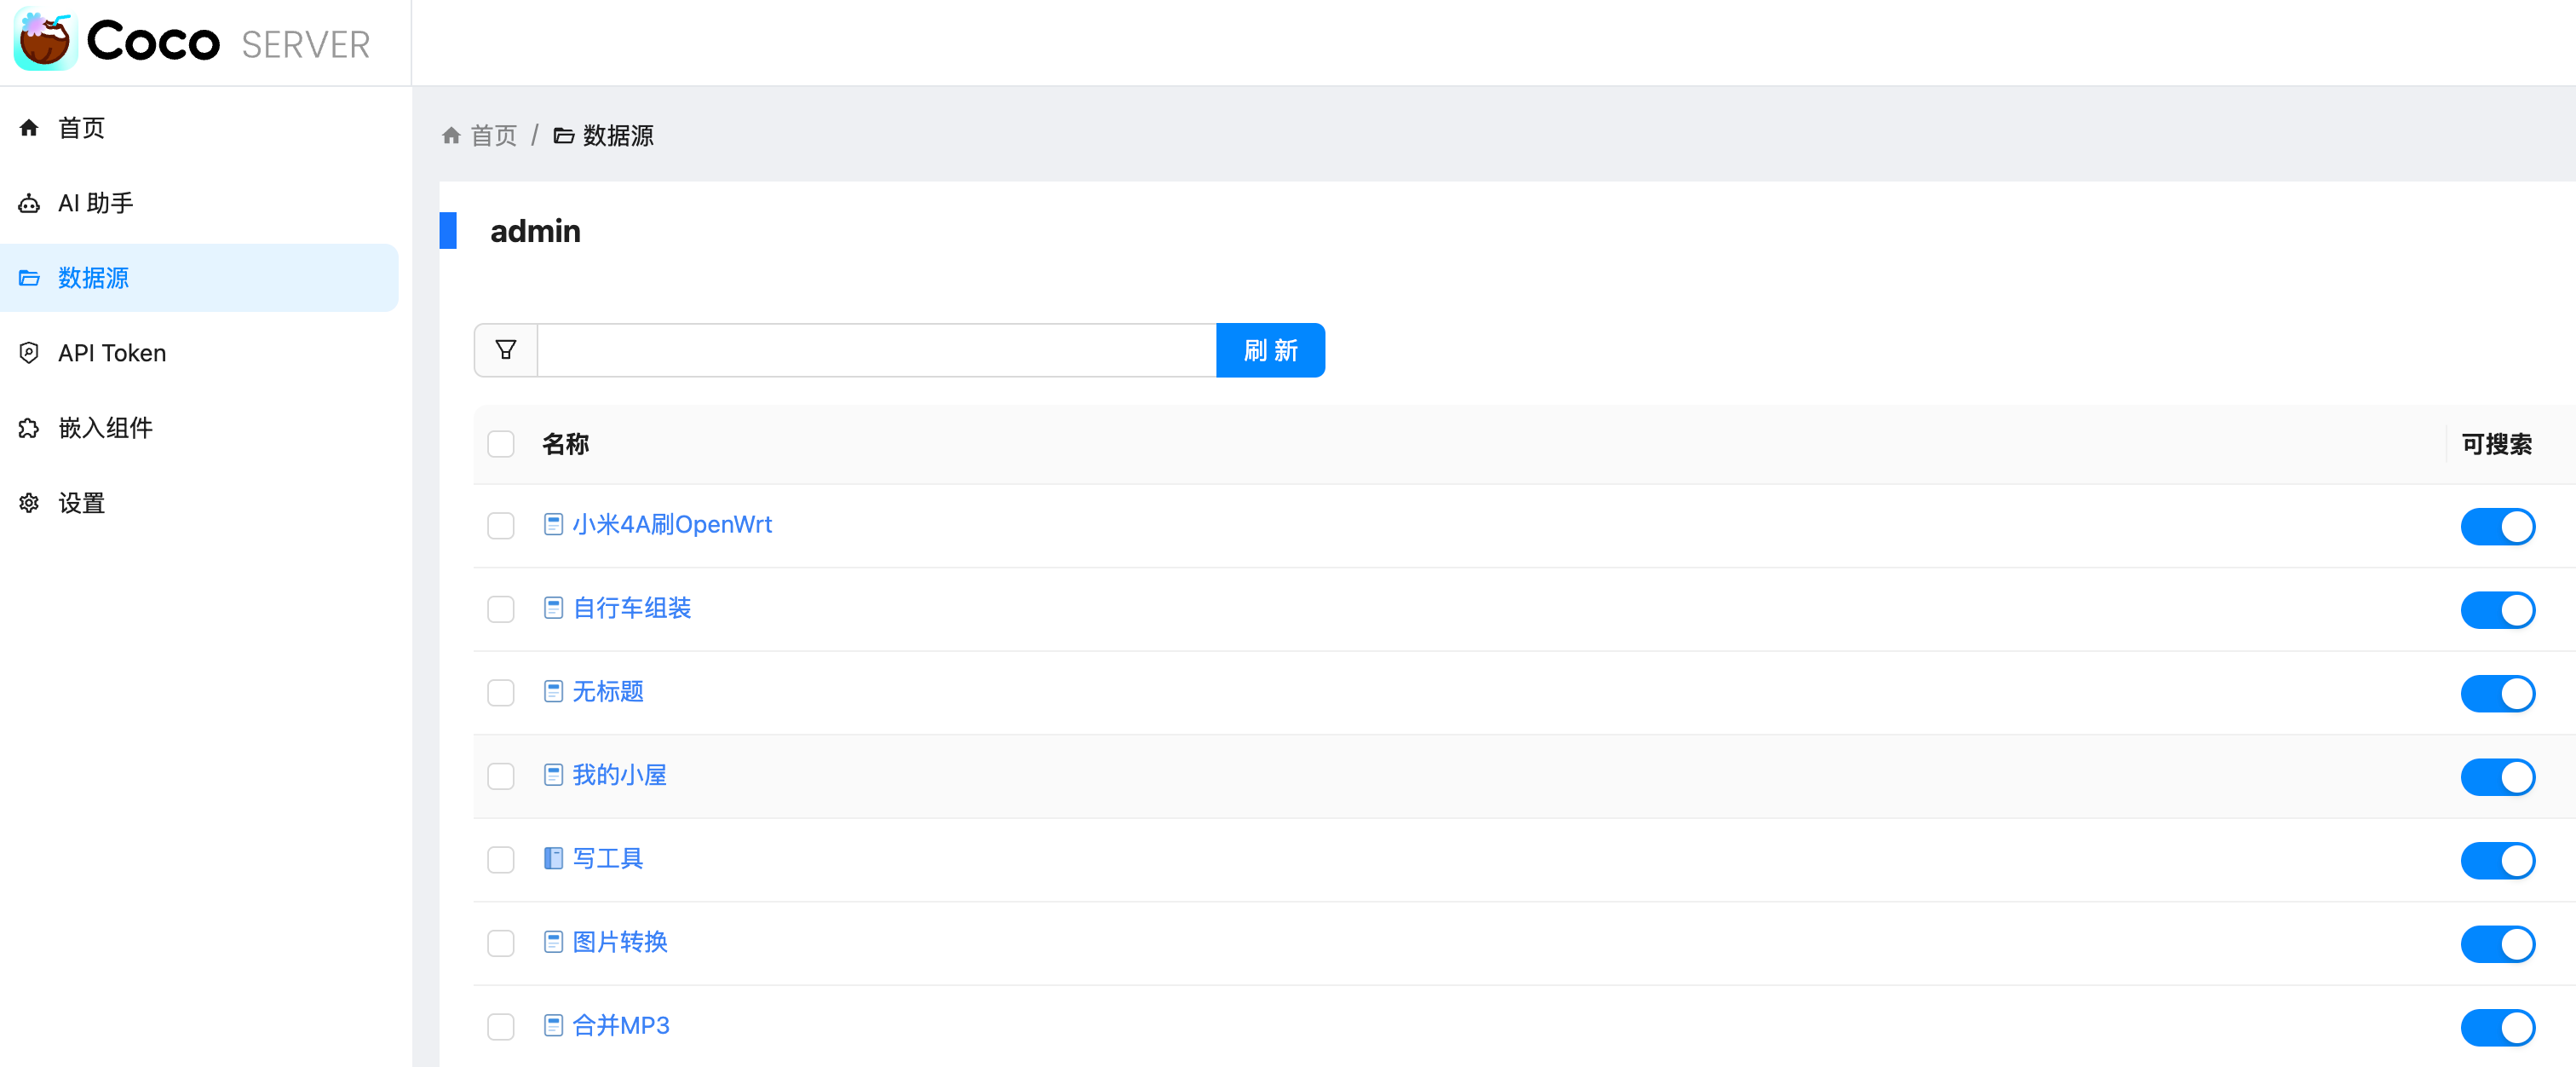 Coco SERVER
首页
AI 助手
数据源
API Token
嵌入组件
设置
首页 / 数据源
admin
刷 新
名称 可搜索
小米4A刷OpenWrt
自行车组装
无标题
我的小屋
写工具
图片转换
合并MP3